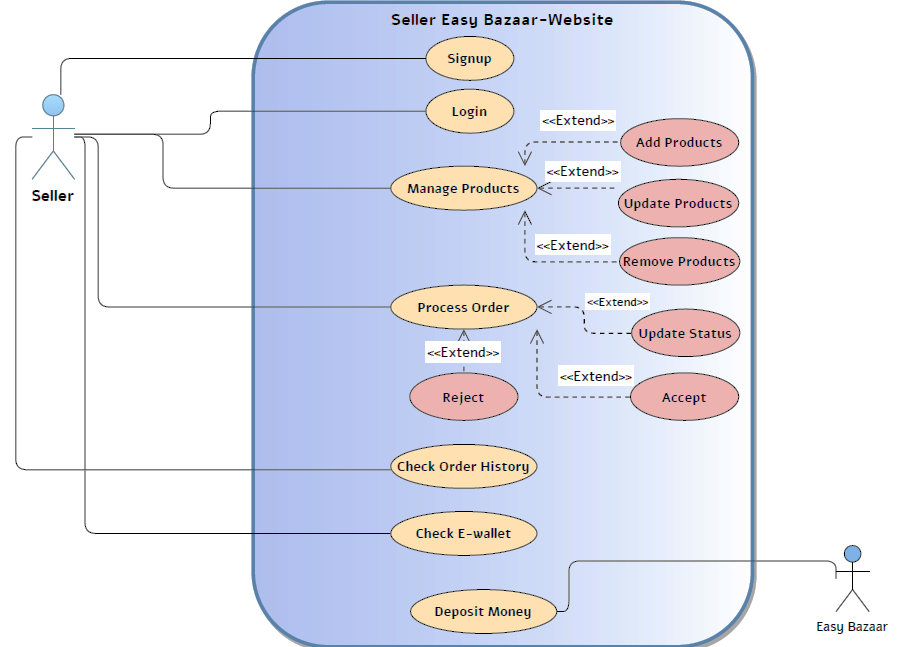 Seller Easy Bazaar-Website
Signup
Login
<<Extend>>
Add Products
<<Extend>>
Manage Products
Update Products
Seller
<<Extend>>
Remove Products
<<Extend>>
Process Order
Update Status
<<Extend>>
<<Extend>>
Reject
Accept
Check Order History
Check E-wallet
Deposit Money
Easy Bazaar